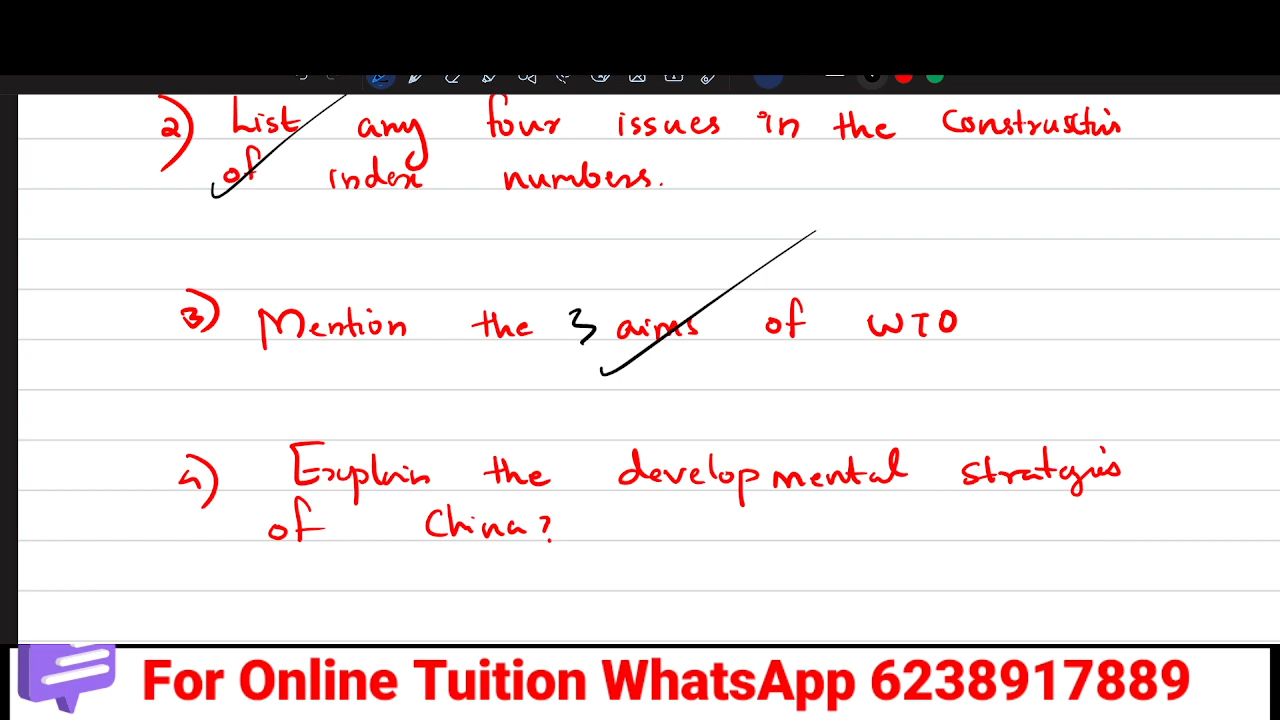 2) List any four issues in the Construction
of index numbers.
3) Mention the 3 aims of WTO
4) Explain the developmental strategies
of China?
For Online Tuition WhatsApp 6238917889